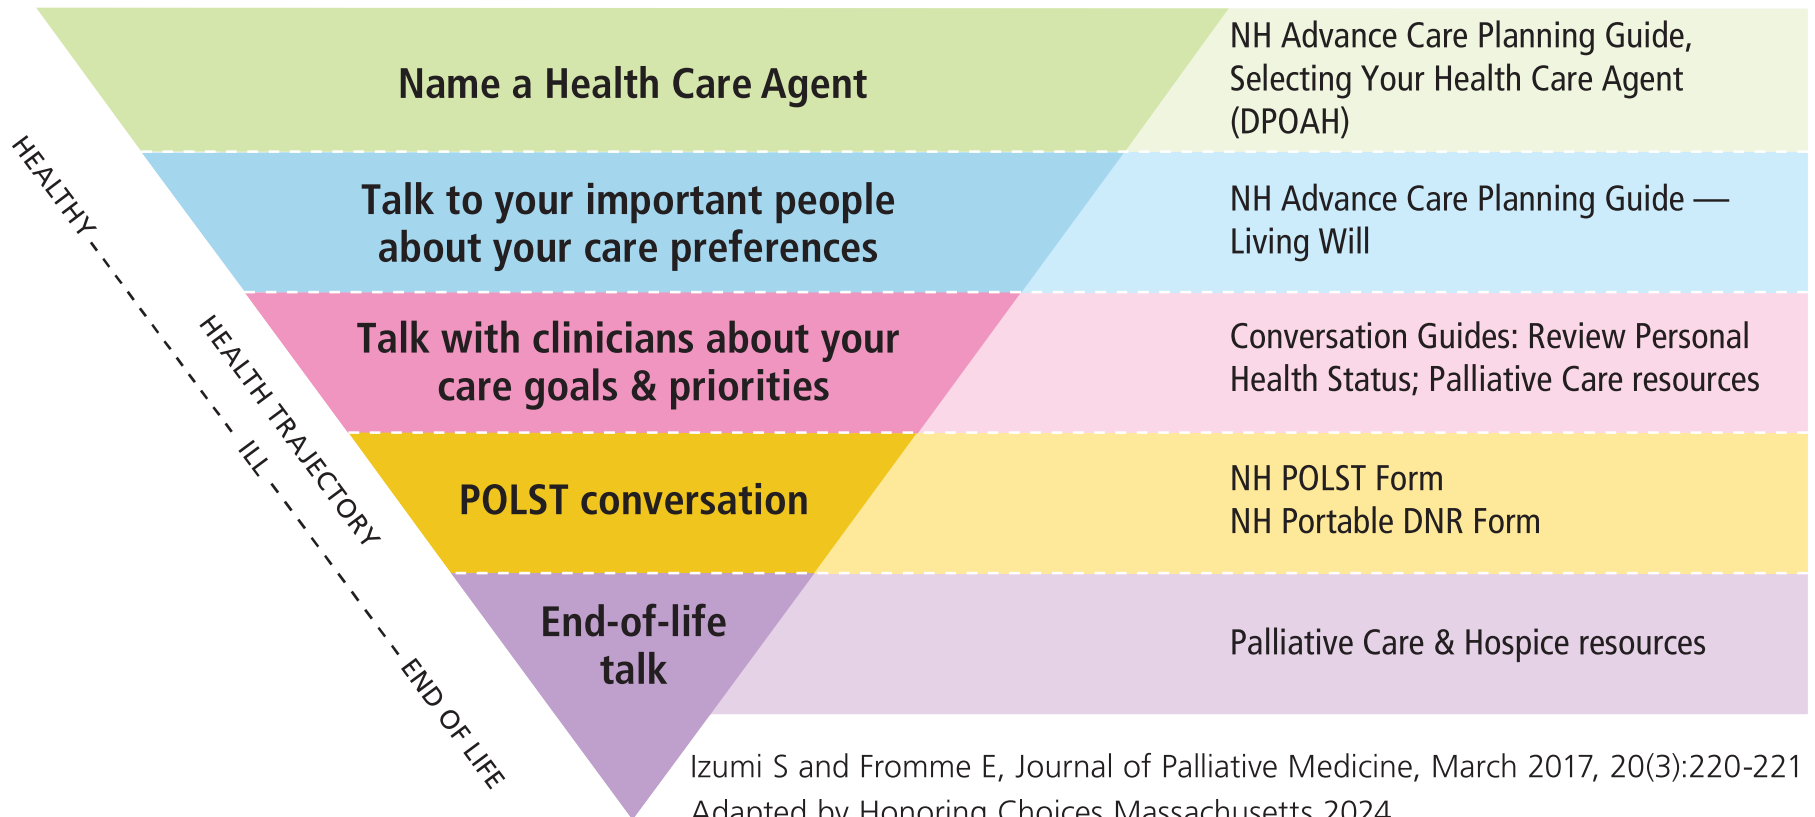 Name a Health Care Agent
NH Advance Care Planning Guide,
Selecting Your Health Care Agent
(DPOAH)
Talk to your important people
about your care preferences
NH Advance Care Planning Guide —
Living Will
Talk with clinicians about your
care goals & priorities
Conversation Guides: Review Personal
Health Status; Palliative Care resources
POLST conversation
NH POLST Form
NH Portable DNR Form
End-of-life
talk
Palliative Care & Hospice resources
HEALTHY
ILL
END OF LIFE
HEALTH TRAJECTORY
Izumi S and Fromme E, Journal of Palliative Medicine, March 2017, 20(3):220-221
Adapted by Honoring Choices Massachusetts 2024